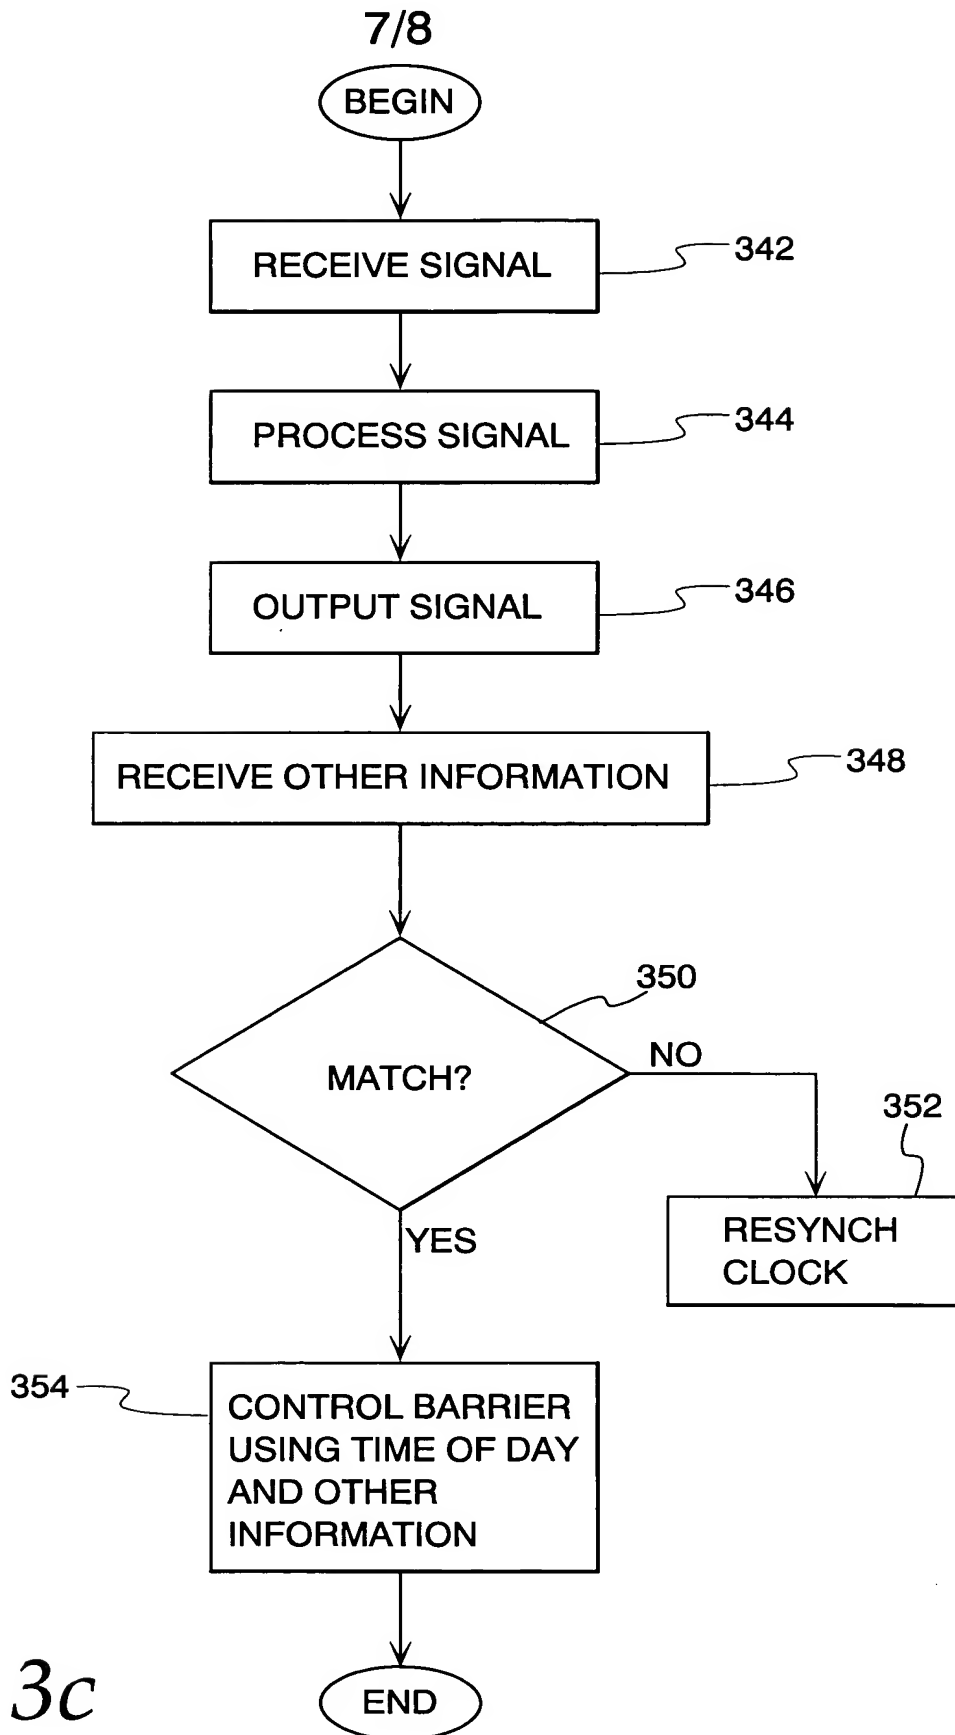 7/8
BEGIN
RECEIVE SIGNAL
342
PROCESS SIGNAL
344
OUTPUT SIGNAL
346
RECEIVE OTHER INFORMATION
348
350
MATCH?
NO
352
RESYNCH
CLOCK
YES
354
CONTROL BARRIER
USING TIME OF DAY
AND OTHER
INFORMATION
END
3c